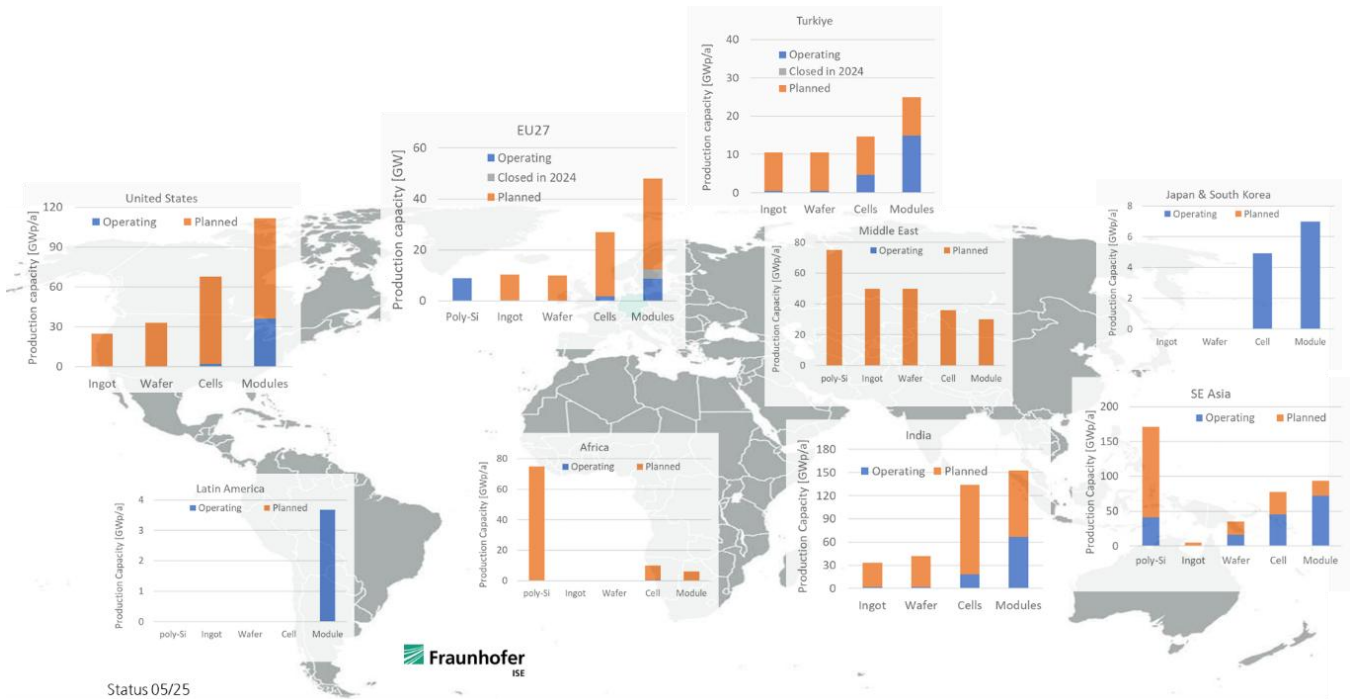 Turkiye
Production capacity [GWp/a]
40
30
20
10
0
Operating
Closed in 2024
Planned
Ingot Wafer Cells Modules
EU27
Production capacity [GW]
60
40
20
0
Operating
Closed in 2024
Planned
Poly-Si Ingot Wafer Cells Modules
United States
Production capacity [GWp/a]
120
90
60
30
0
Operating Planned
Ingot Wafer Cells Modules
Middle East
Production Capacity [GWp/a]
80
60
40
20
0
Operating Planned
poly-Si Ingot Wafer Cell Module
Japan & South Korea
Production Capacity [GWp/a]
8
6
4
2
0
Operating Planned
Ingot Wafer Cell Module
SE Asia
Production Capacity [GWp/a]
200
150
100
50
0
Operating Planned
poly-Si Ingot Wafer Cell Module
India
Production Capacity [GWp/a]
180
150
120
90
60
30
0
Operating Planned
Ingot Wafer Cells Modules
Africa
Production Capacity [GWp/a]
80
60
40
20
0
Operating Planned
poly-Si Ingot Wafer Cell Module
Latin America
Production Capacity [GWp/a]
4
3
2
1
0
Operating Planned
poly-Si Ingot Wafer Cell Module
Fraunhofer
ISE
Status 05/25